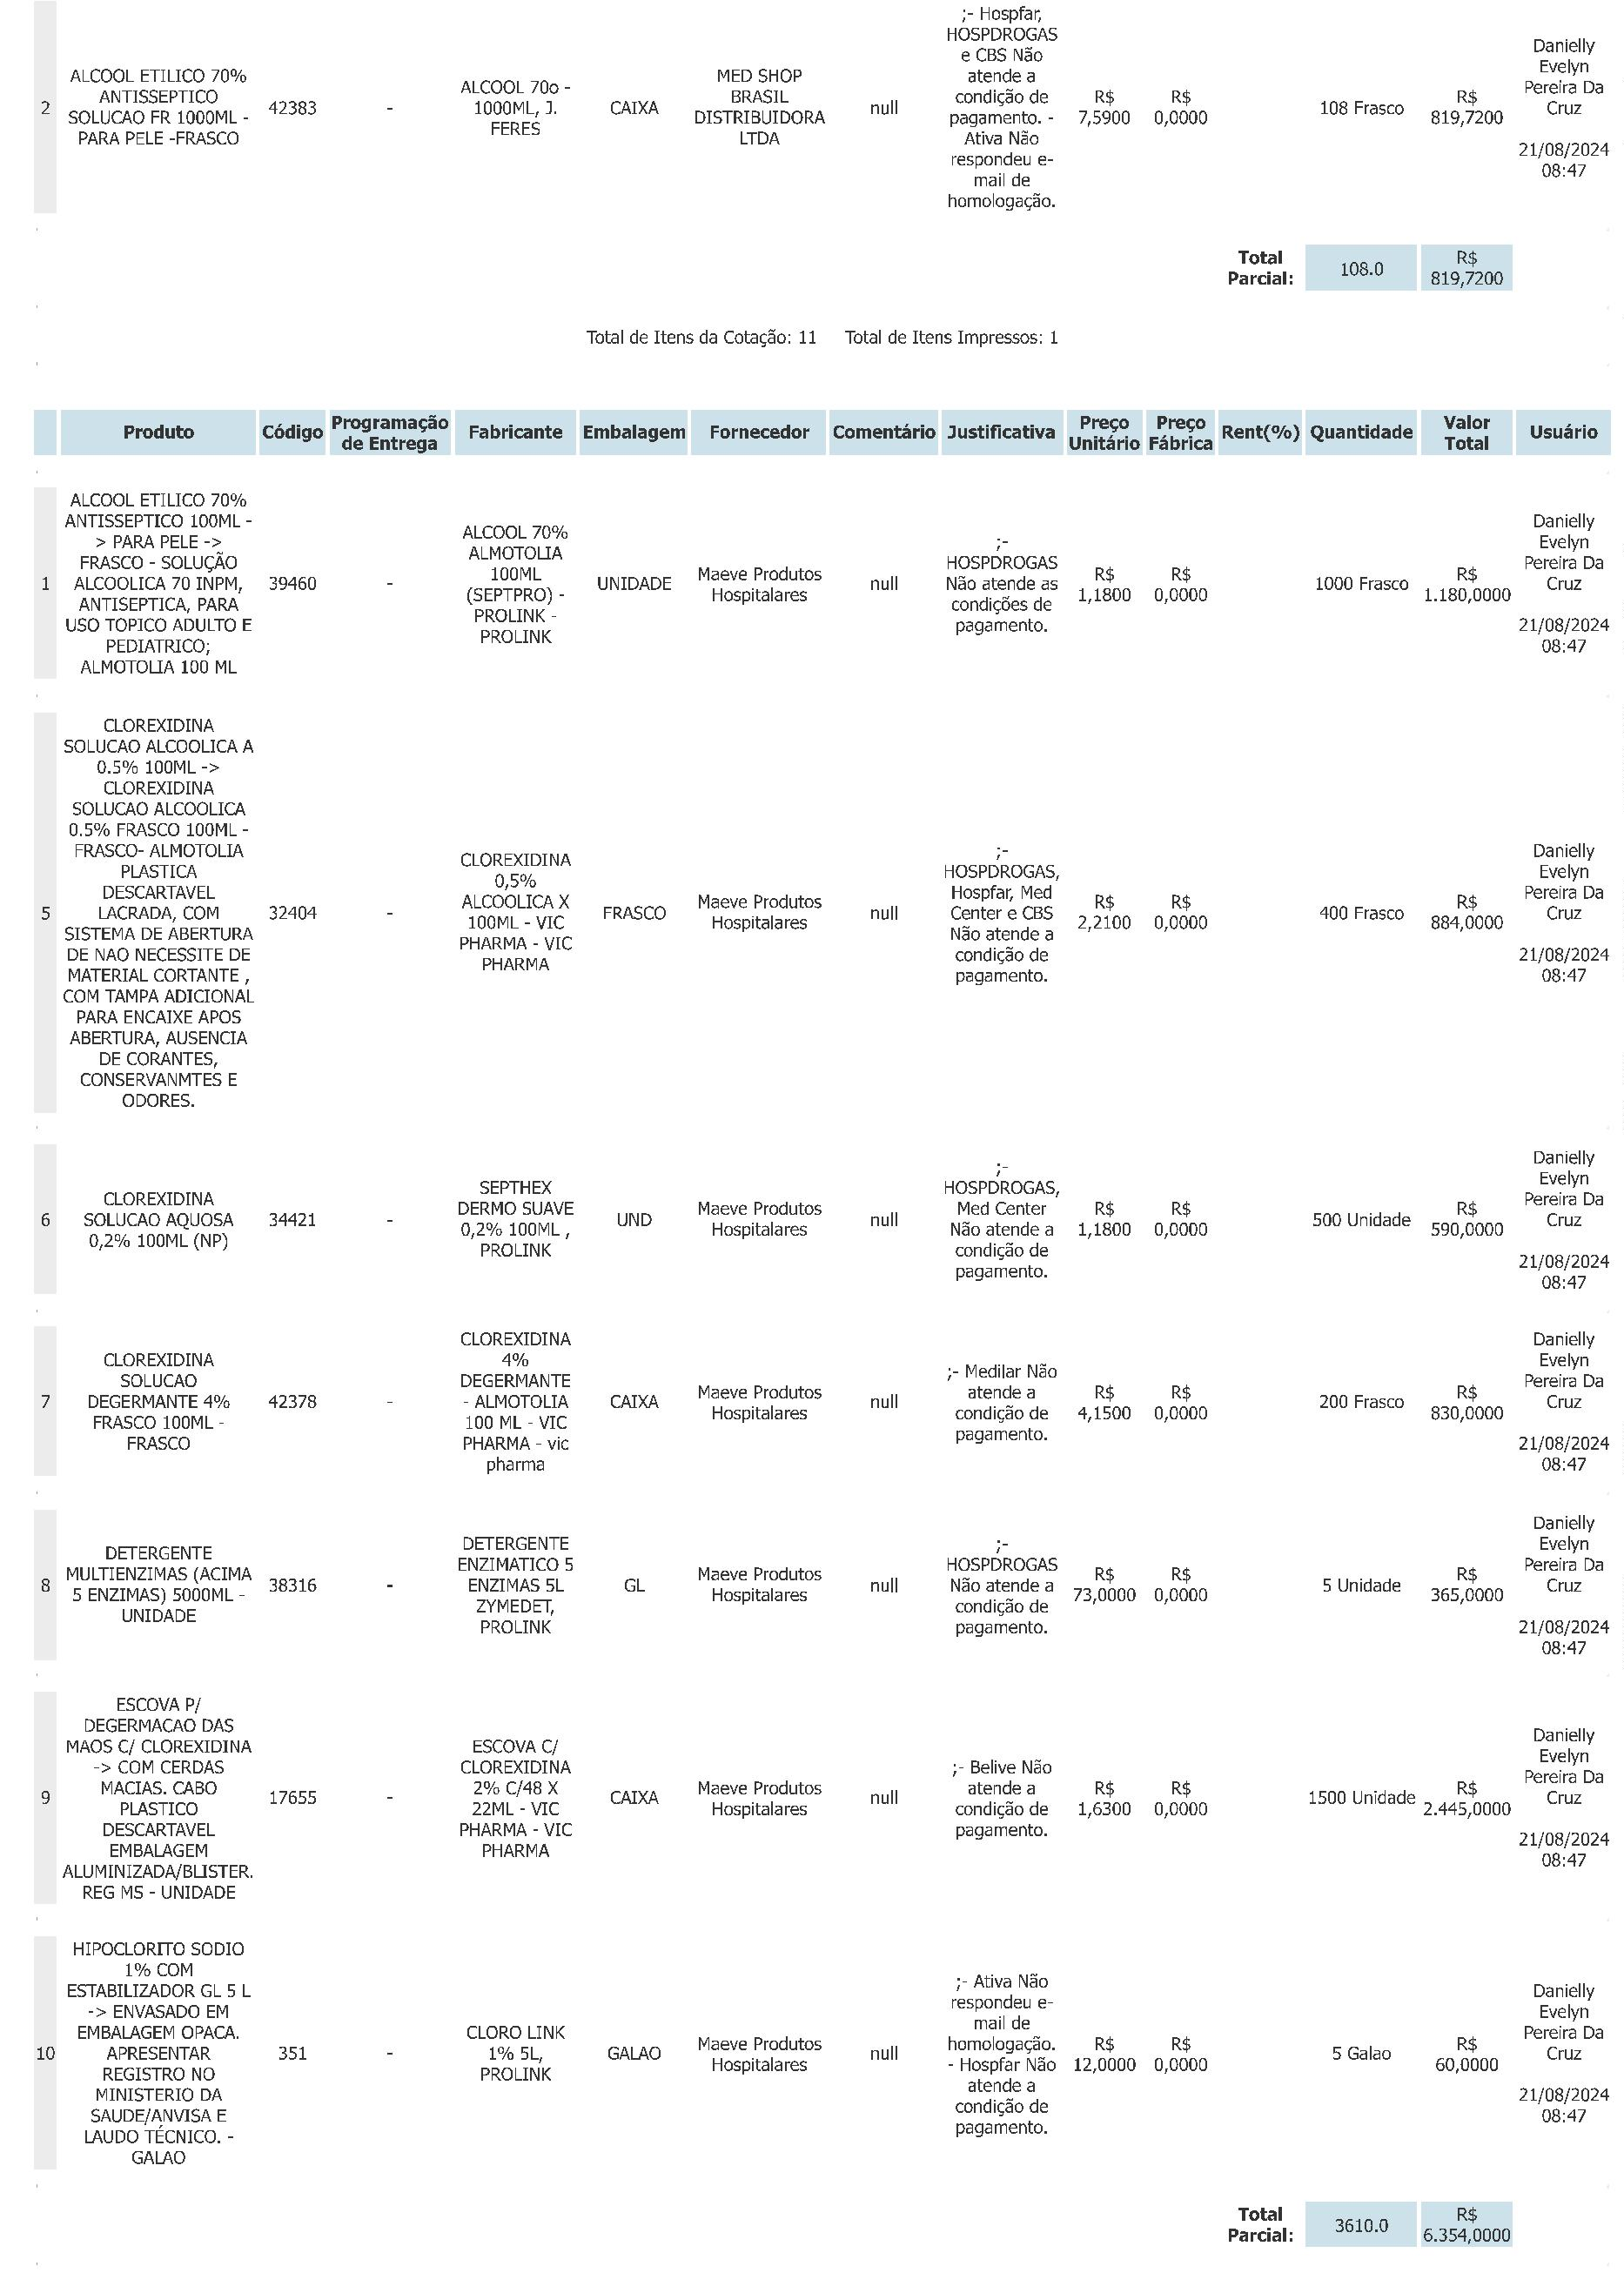 2
ALCOOL ETILICO 70%
ANTISSEPTICO
SOLUCAO FR 1000ML -
PARA PELE -FRASCO
42383
-
ALCOOL 70o -
1000ML, J.
FERES
CAIXA
MED SHOP
BRASIL
DISTRIBUIDORA
LTDA
null
;- Hospfar,
HOSPDROGAS
e CBS Não
atende a
condição de
pagamento. -
Ativa Não
respondeu e-
mail de
homologação.
R$
7,5900
R$
0,0000
108 Frasco
R$
819,7200
Danielly
Evelyn
Pereira Da
Cruz
21/08/2024
08:47
Total
Parcial:
108.0
R$
819,7200
Total de Itens da Cotação: 11 Total de Itens Impressos: 1
Produto
Código
Programação
de Entrega
Fabricante
Embalagem
Fornecedor
Comentário
Justificativa
Preço
Unitário
Preço
Fábrica
Rent(%)
Quantidade
Valor
Total
Usuário
1
ALCOOL ETILICO 70%
ANTISSEPTICO 100ML -
> PARA PELE ->
FRASCO - SOLUÇÃO
ALCOOLICA 70 INPM,
ANTISEPTICA, PARA
USO TOPICO ADULTO E
PEDIATRICO;
ALMOTOLIA 100 ML
39460
-
ALCOOL 70%
ALMOTOLIA
100ML
(SEPTPRO) -
PROLINK -
PROLINK
UNIDADE
Maeve Produtos
Hospitalares
null
;-
HOSPDROGAS
Não atende as
condições de
pagamento.
R$
1,1800
R$
0,0000
1000 Frasco
R$
1.180,0000
Danielly
Evelyn
Pereira Da
Cruz
21/08/2024
08:47
5
CLOREXIDINA
SOLUCAO ALCOOLICA A
0.5% 100ML ->
CLOREXIDINA
SOLUCAO ALCOOLICA
0.5% FRASCO 100ML -
FRASCO- ALMOTOLIA
PLASTICA
DESCARTAVEL
LACRADA, COM
SISTEMA DE ABERTURA
DE NAO NECESSITE DE
MATERIAL CORTANTE ,
COM TAMPA ADICIONAL
PARA ENCAIXE APOS
ABERTURA, AUSENCIA
DE CORANTES,
CONSERVANMTES E
ODORES.
32404
-
CLOREXIDINA
0,5%
ALCOOLICA X
100ML - VIC
PHARMA - VIC
PHARMA
FRASCO
Maeve Produtos
Hospitalares
null
;-
HOSPDROGAS,
Hospfar, Med
Center e CBS
Não atende a
condição de
pagamento.
R$
2,2100
R$
0,0000
400 Frasco
R$
884,0000
Danielly
Evelyn
Pereira Da
Cruz
21/08/2024
08:47
6
CLOREXIDINA
SOLUCAO AQUOSA
0,2% 100ML (NP)
34421
-
SEPTHEX
DERMO SUAVE
0,2% 100ML ,
PROLINK
UND
Maeve Produtos
Hospitalares
null
;-
HOSPDROGAS,
Med Center
Não atende a
condição de
pagamento.
R$
1,1800
R$
0,0000
500 Unidade
R$
590,0000
Danielly
Evelyn
Pereira Da
Cruz
21/08/2024
08:47
7
CLOREXIDINA
SOLUCAO
DEGERMANTE 4%
FRASCO 100ML -
FRASCO
42378
-
CLOREXIDINA
4%
DEGERMANTE
- ALMOTOLIA
100 ML - VIC
PHARMA - vic
pharma
CAIXA
Maeve Produtos
Hospitalares
null
;- Medilar Não
atende a
condição de
pagamento.
R$
4,1500
R$
0,0000
200 Frasco
R$
830,0000
Danielly
Evelyn
Pereira Da
Cruz
21/08/2024
08:47
8
DETERGENTE
MULTIENZIMAS (ACIMA
5 ENZIMAS) 5000ML -
UNIDADE
38316
-
DETERGENTE
ENZIMATICO 5
ENZIMAS 5L
ZYMEDET,
PROLINK
GL
Maeve Produtos
Hospitalares
null
;-
HOSPDROGAS
Não atende a
condição de
pagamento.
R$
73,0000
R$
0,0000
5 Unidade
R$
365,0000
Danielly
Evelyn
Pereira Da
Cruz
21/08/2024
08:47
9
ESCOVA P/
DEGERMACAO DAS
MAOS C/ CLOREXIDINA
-> COM CERDAS
MACIAS. CABO
PLASTICO
DESCARTAVEL
EMBALAGEM
ALUMINIZADA/BLISTER.
REG MS - UNIDADE
17655
-
ESCOVA C/
CLOREXIDINA
2% C/48 X
22ML - VIC
PHARMA - VIC
PHARMA
CAIXA
Maeve Produtos
Hospitalares
null
;- Belive Não
atende a
condição de
pagamento.
R$
1,6300
R$
0,0000
1500 Unidade
R$
2.445,0000
Danielly
Evelyn
Pereira Da
Cruz
21/08/2024
08:47
10
HIPOCLORITO SODIO
1% COM
ESTABILIZADOR GL 5 L
-> ENVASADO EM
EMBALAGEM OPACA.
APRESENTAR
REGISTRO NO
MINISTERIO DA
SAUDE/ANVISA E
LAUDO TÉCNICO. -
GALAO
351
-
CLORO LINK
1% 5L,
PROLINK
GALAO
Maeve Produtos
Hospitalares
null
;- Ativa Não
respondeu e-
mail de
homologação.
- Hospfar Não
atende a
condição de
pagamento.
R$
12,0000
R$
0,0000
5 Galao
R$
60,0000
Danielly
Evelyn
Pereira Da
Cruz
21/08/2024
08:47
Total
Parcial:
3610.0
R$
6.354,0000